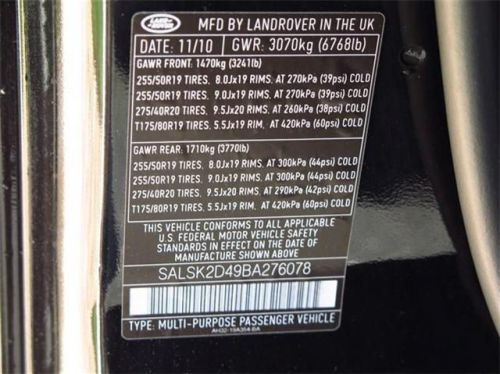 LAND ROVER
MFD BY LANDROVER IN THE UK
DATE: 11/10 GWR: 3070kg (6768lb)
GAWR FRONT: 1470kg (3241lb)
255/50R19 TIRES, 8.0Jx19 RIMS, AT 270kPa (39psi) COLD
255/50R19 TIRES, 9.0Jx19 RIMS, AT 270kPa (39psi) COLD
275/40R20 TIRES, 9.5Jx20 RIMS, AT 260kPa (38psi) COLD
T175/80R19 TIRES, 5.5Jx19 RIM, AT 420kPa (60psi) COLD
GAWR REAR: 1710kg (3770lb)
255/50R19 TIRES, 8.0Jx19 RIMS, AT 300kPa (44psi) COLD
255/50R19 TIRES, 9.0Jx19 RIMS, AT 300kPa (44psi) COLD
275/40R20 TIRES, 9.5Jx20 RIMS, AT 290kPa (42psi) COLD
T175/80R19 TIRES, 5.5Jx19 RIM, AT 420kPa (60psi) COLD
THIS VEHICLE CONFORMS TO ALL APPLICABLE
U.S. FEDERAL MOTOR VEHICLE SAFETY
AND THEFT PREVENTION STANDARDS IN EFFECT ON THE DATE OF
MANUFACTURE SHOWN ABOVE
SALSK2D49BA276078
TYPE: MULTI-PURPOSE PASSENGER VEHICLE
AH32-19A354-BA